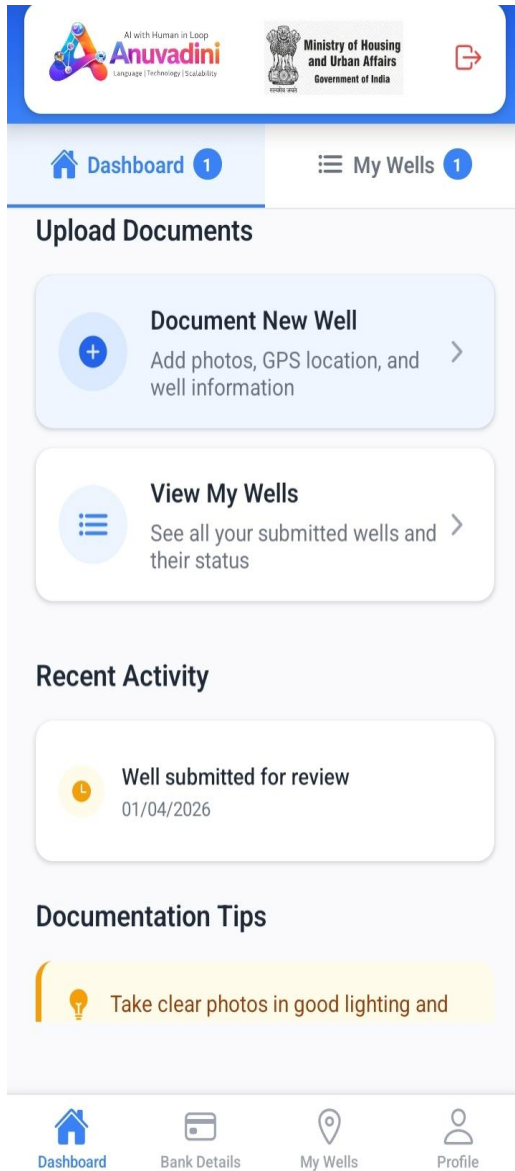 AI with Human in Loop
Anuvadini
Language | Technology | Scalability
Ministry of Housing
and Urban Affairs
Government of India
सत्यमेव जयते
Dashboard 1
My Wells 1
Upload Documents
Document New Well
Add photos, GPS location, and
well information
View My Wells
See all your submitted wells and
their status
Recent Activity
Well submitted for review
01/04/2026
Documentation Tips
Take clear photos in good lighting and
Dashboard
Bank Details
My Wells
Profile